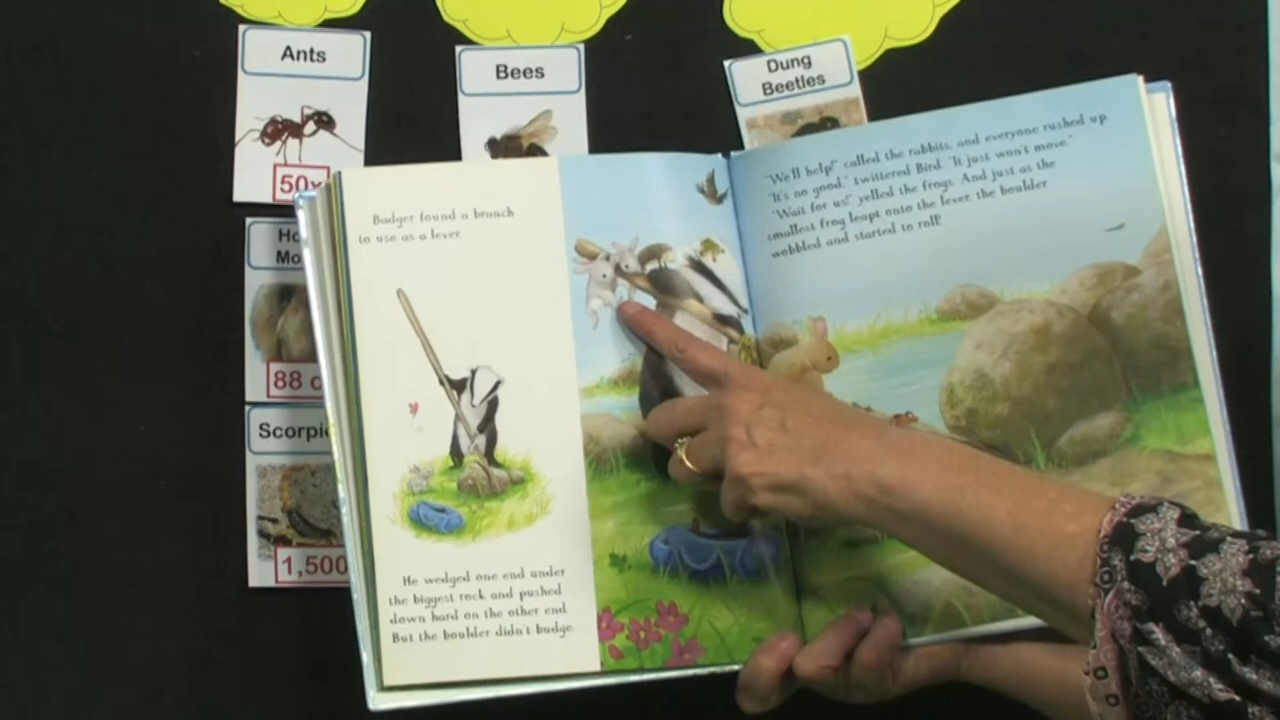 Ants
50x
Bees
Dung
Beetles
88
Scorpi
1,500
Badger found a branch
to use as a lever.
He wedged one end under
the biggest rock and pushed
down hard on the other end.
But the boulder didn't budge.
"We'll help!" called the rabbits, and everyone rushed up.
"It's no good," twittered Bird. "It just won't move."
"Wait for us!" yelled the frogs. And just as the
smallest frog leapt onto the lever, the boulder
wobbled and started to roll!